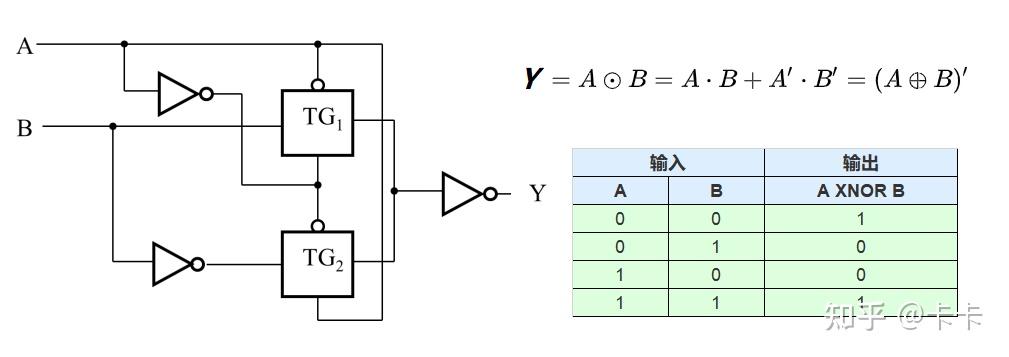 A
B
TG₁
TG₂
Y
Y = A ⊙ B = A · B + A′ · B′ = (A ⊕ B)′
输入 输出
A B A XNOR B
0 0 1
0 1 0
1 0 0
1 1 1
知乎 @卡卡